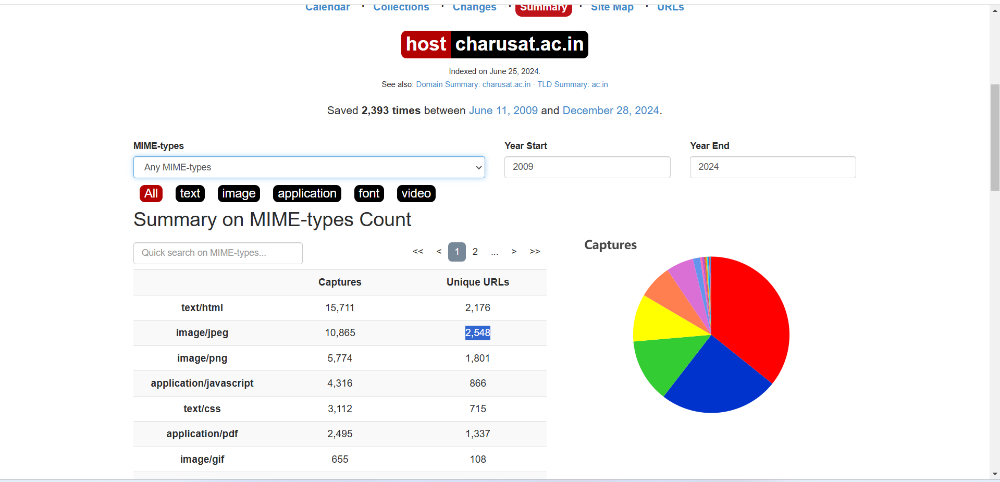 Calendar · Collections · Changes · Summary · Site Map · URLs
host charusat.ac.in
Indexed on June 25, 2024.
See also: Domain Summary: charusat.ac.in · TLD Summary: ac.in
Saved 2,393 times between June 11, 2009 and December 28, 2024.
MIME-types Year Start Year End
Any MIME-types 2009 2024
All text image application font video
Summary on MIME-types Count
Quick search on MIME-types... << < 1 2 ... > >>
Captures
Captures Unique URLs
text/html 15,711 2,176
image/jpeg 10,865 2,548
image/png 5,774 1,801
application/javascript 4,316 866
text/css 3,112 715
application/pdf 2,495 1,337
image/gif 655 108